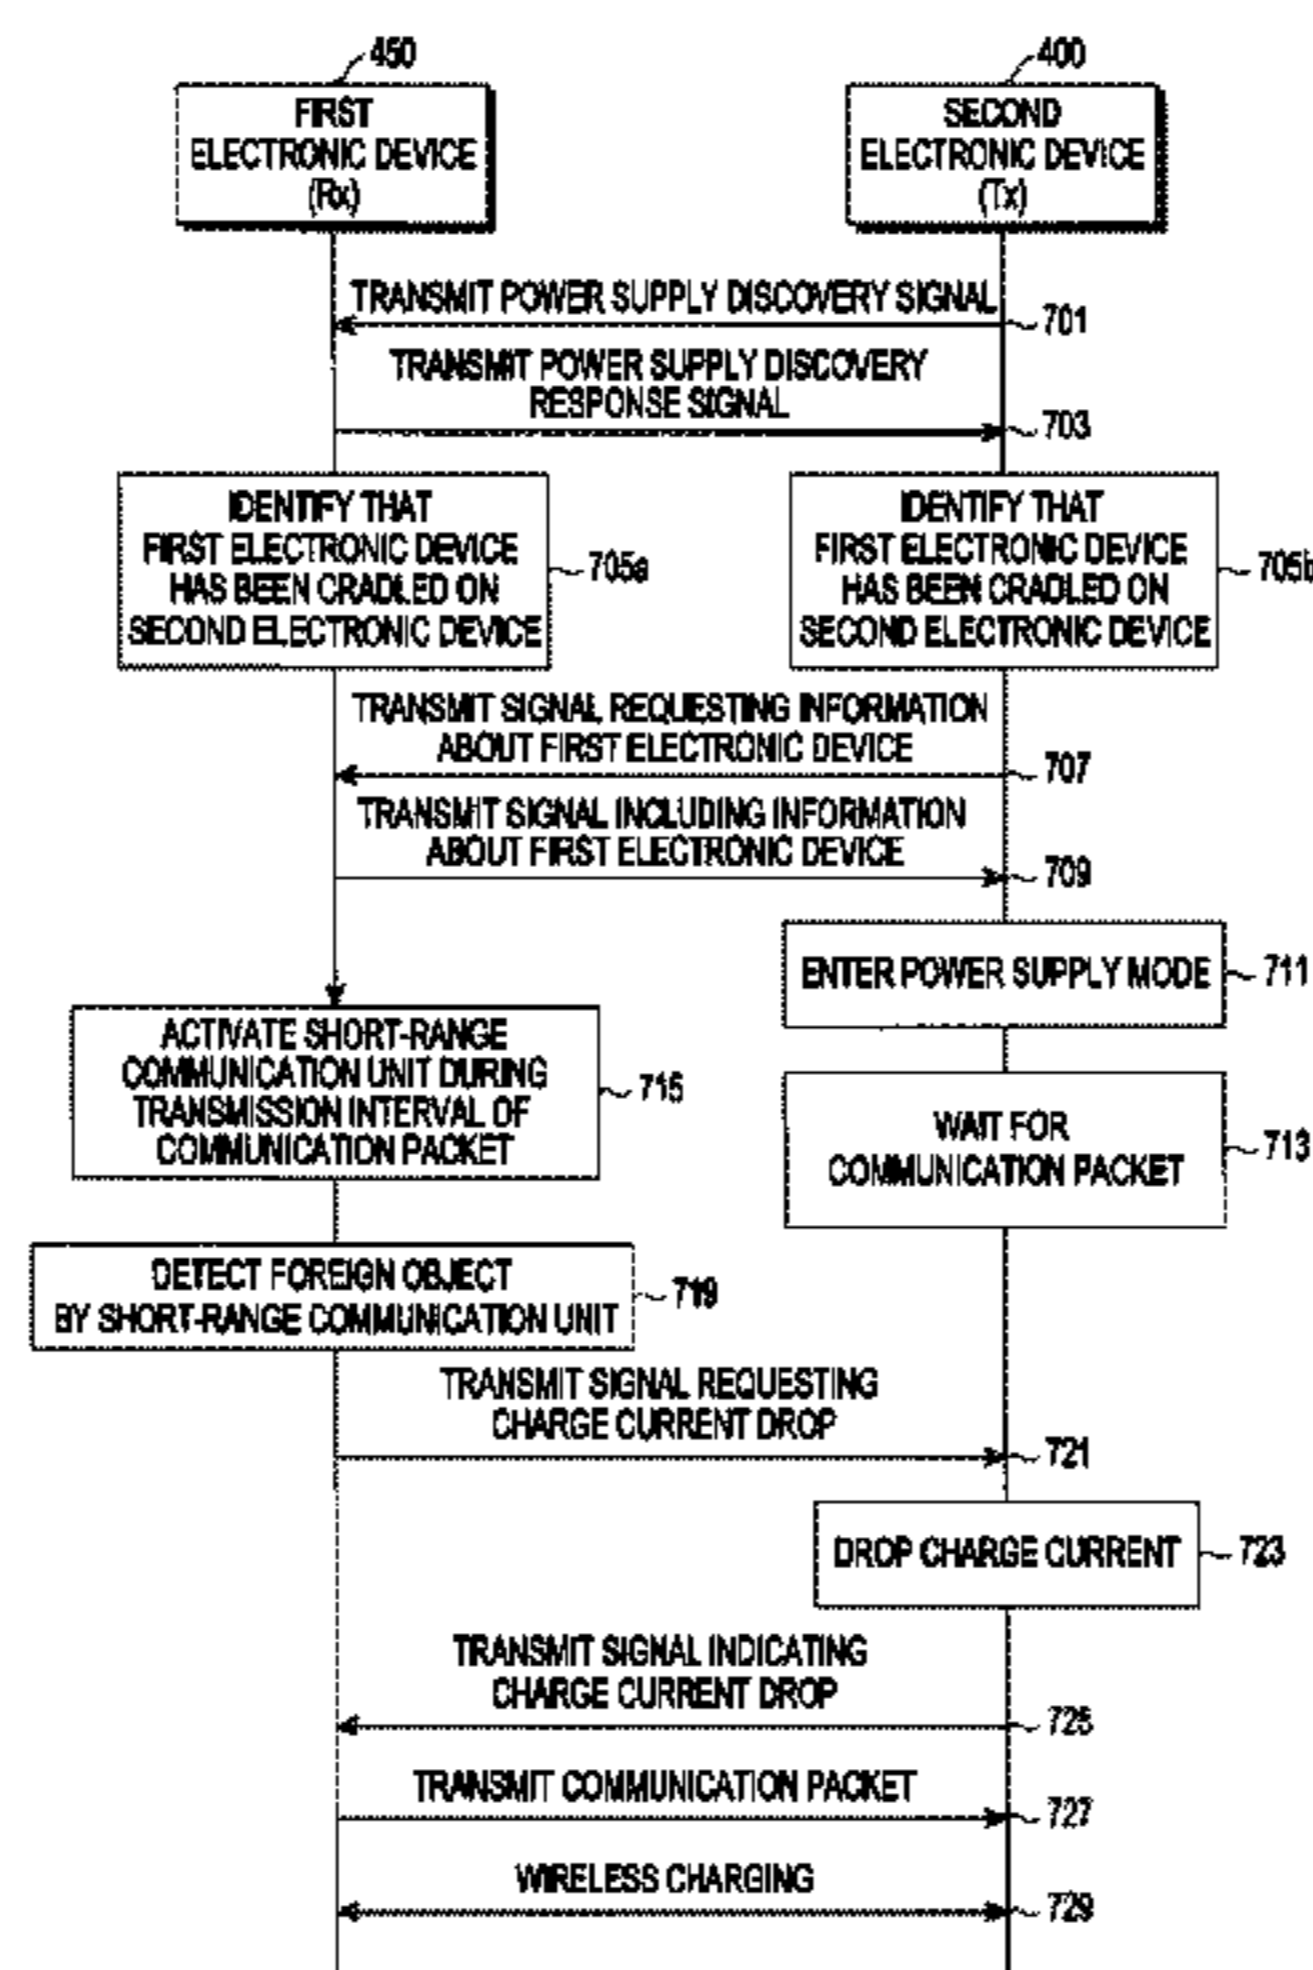 450
400
FIRST
ELECTRONIC DEVICE
(Rx)
SECOND
ELECTRONIC DEVICE
(Tx)
TRANSMIT POWER SUPPLY DISCOVERY SIGNAL
701
TRANSMIT POWER SUPPLY DISCOVERY
RESPONSE SIGNAL
703
IDENTIFY THAT
FIRST ELECTRONIC DEVICE
HAS BEEN CRADLED ON
SECOND ELECTRONIC DEVICE
705a
IDENTIFY THAT
FIRST ELECTRONIC DEVICE
HAS BEEN CRADLED ON
SECOND ELECTRONIC DEVICE
705b
TRANSMIT SIGNAL REQUESTING INFORMATION
ABOUT FIRST ELECTRONIC DEVICE
707
TRANSMIT SIGNAL INCLUDING INFORMATION
ABOUT FIRST ELECTRONIC DEVICE
709
ENTER POWER SUPPLY MODE
711
ACTIVATE SHORT-RANGE
COMMUNICATION UNIT DURING
TRANSMISSION INTERVAL OF
COMMUNICATION PACKET
715
WAIT FOR
COMMUNICATION PACKET
713
DETECT FOREIGN OBJECT
BY SHORT-RANGE COMMUNICATION UNIT
719
TRANSMIT SIGNAL REQUESTING
CHARGE CURRENT DROP
721
DROP CHARGE CURRENT
723
TRANSMIT SIGNAL INDICATING
CHARGE CURRENT DROP
725
TRANSMIT COMMUNICATION PACKET
727
WIRELESS CHARGING
729